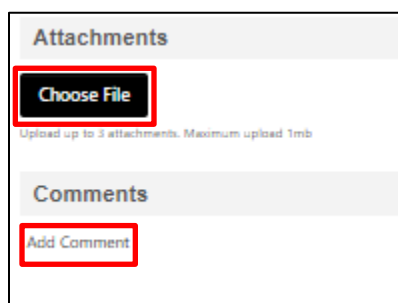 Attachments
Choose File
Upload up to 3 attachments. Maximum upload 1mb
Comments
Add Comment